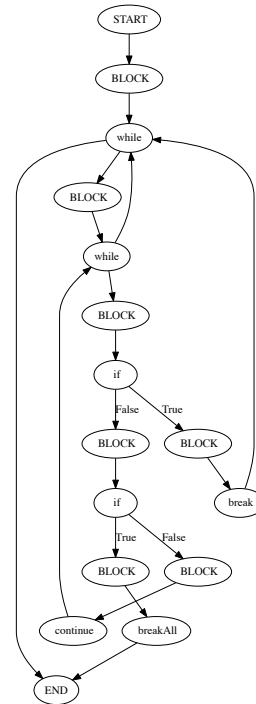 START
BLOCK
while
BLOCK
while
BLOCK
if
False
True
BLOCK
BLOCK
if
break
True
False
BLOCK
BLOCK
continue
breakAll
END